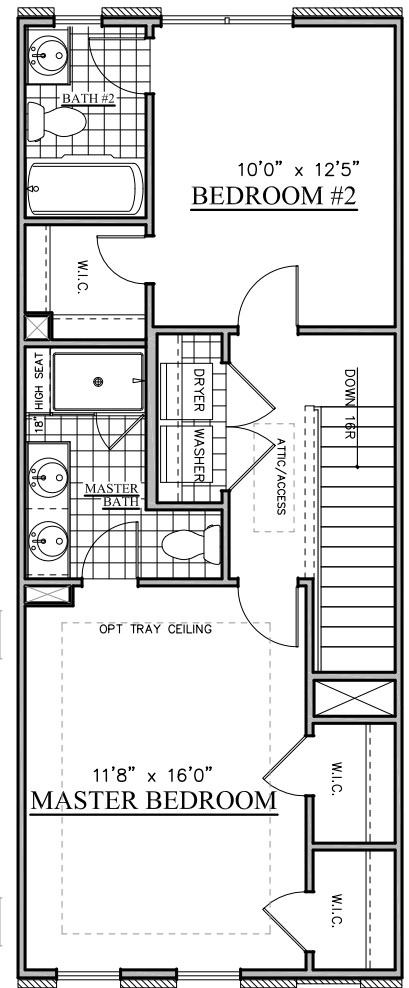 BATH #2
10'0" x 12'5"
BEDROOM #2
W.I.C.
18" HIGH SEAT
DRYER
WASHER
DOWN 16R
ATTIC/ACCESS
MASTER
BATH
OPT TRAY CEILING
11'8" x 16'0"
MASTER BEDROOM
W.I.C.
W.I.C.